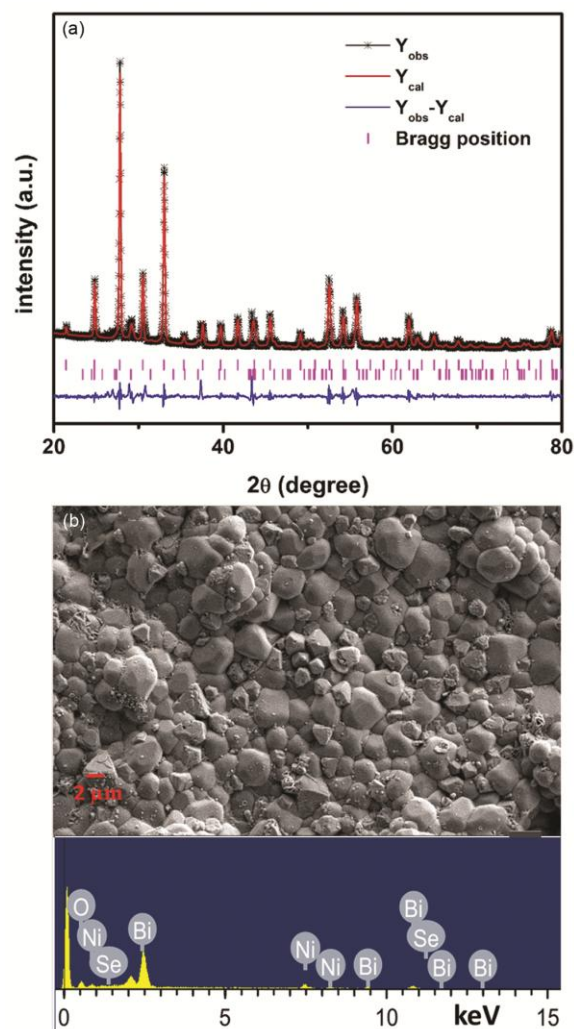 (a)
Y_obs
Y_cal
Y_obs-Y_cal
Bragg position
intensity (a.u.)
20 40 60 80
2θ (degree)
(b)
2 µm
O
Ni
Se
Bi
Ni
Ni
Bi
Bi
Se
Bi
Bi
0 5 10 keV 15